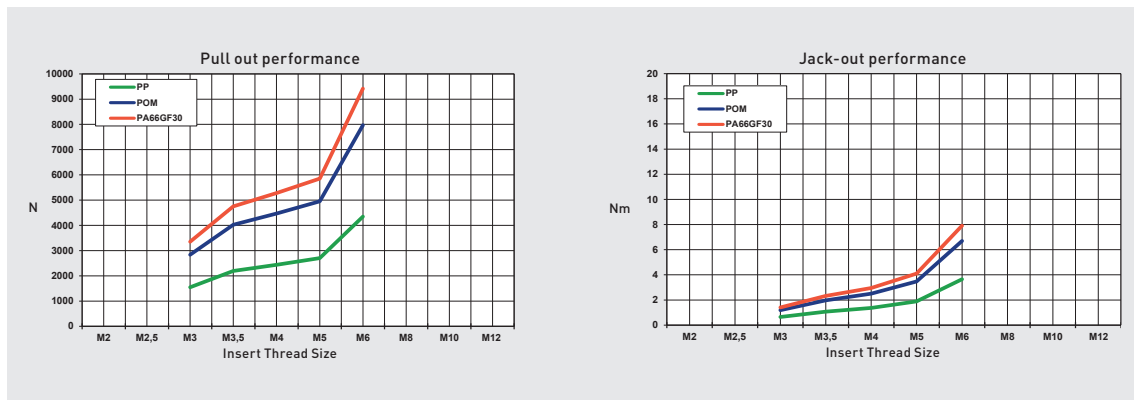 Pull out performance
10000
9000
8000
7000
6000
5000
4000
3000
2000
1000
0
N
PP
POM
PA66GF30
M2 M2,5 M3 M3,5 M4 M5 M6 M8 M10 M12
Insert Thread Size
Jack-out performance
20
18
16
14
12
10
8
6
4
2
0
Nm
PP
POM
PA66GF30
M2 M2,5 M3 M3,5 M4 M5 M6 M8 M10 M12
Insert Thread Size